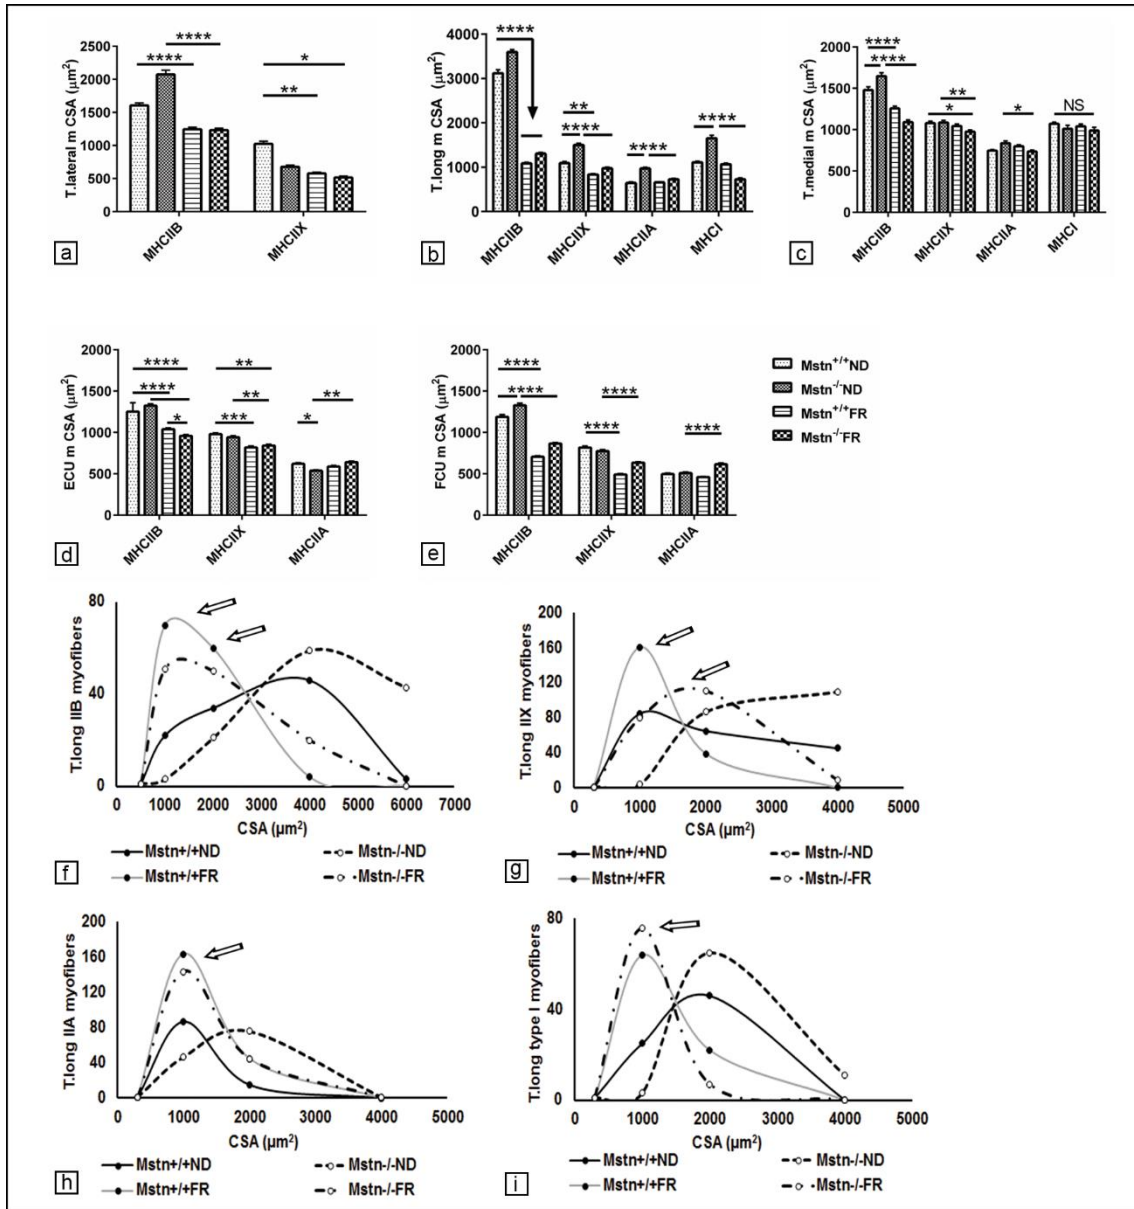 ****
****
*
**
2500
2000
1500
1000
500
0
T.lateral m CSA (µm²)
MHCIIB
MHCIIX
a
****
**
****
****
****
4000
3000
2000
1000
0
T.long m CSA (µm²)
MHCIIB
MHCIIX
MHCIIA
MHCI
b
****
****
**
*
*
NS
2000
1500
1000
500
0
T.medial m CSA (µm²)
MHCIIB
MHCIIX
MHCIIA
MHCI
c
****
****
*
**
**
***
**
*
2000
1500
1000
500
0
ECU m CSA (µm²)
MHCIIB
MHCIIX
MHCIIA
d
****
****
****
****
****
2000
1500
1000
500
0
FCU m CSA (µm²)
MHCIIB
MHCIIX
MHCIIA
e
Mstn+/+ND
Mstn-/-ND
Mstn+/+FR
Mstn-/-FR
80
40
0
T.long IIB myofibers
0 1000 2000 3000 4000 5000 6000 7000
CSA (µm²)
Mstn+/+ND Mstn-/-ND
Mstn+/+FR Mstn-/-FR
f
200
160
120
80
40
0
T.long IIX myofibers
0 1000 2000 3000 4000 5000
CSA (µm²)
Mstn+/+ND Mstn-/-ND
Mstn+/+FR Mstn-/-FR
g
200
160
120
80
40
0
T.long IIA myofibers
0 1000 2000 3000 4000 5000
CSA (µm²)
Mstn+/+ND Mstn-/-ND
Mstn+/+FR Mstn-/-FR
h
80
40
0
T.long type I myofibers
0 1000 2000 3000 4000 5000
CSA (µm²)
Mstn+/+ND Mstn-/-ND
Mstn+/+FR Mstn-/-FR
i